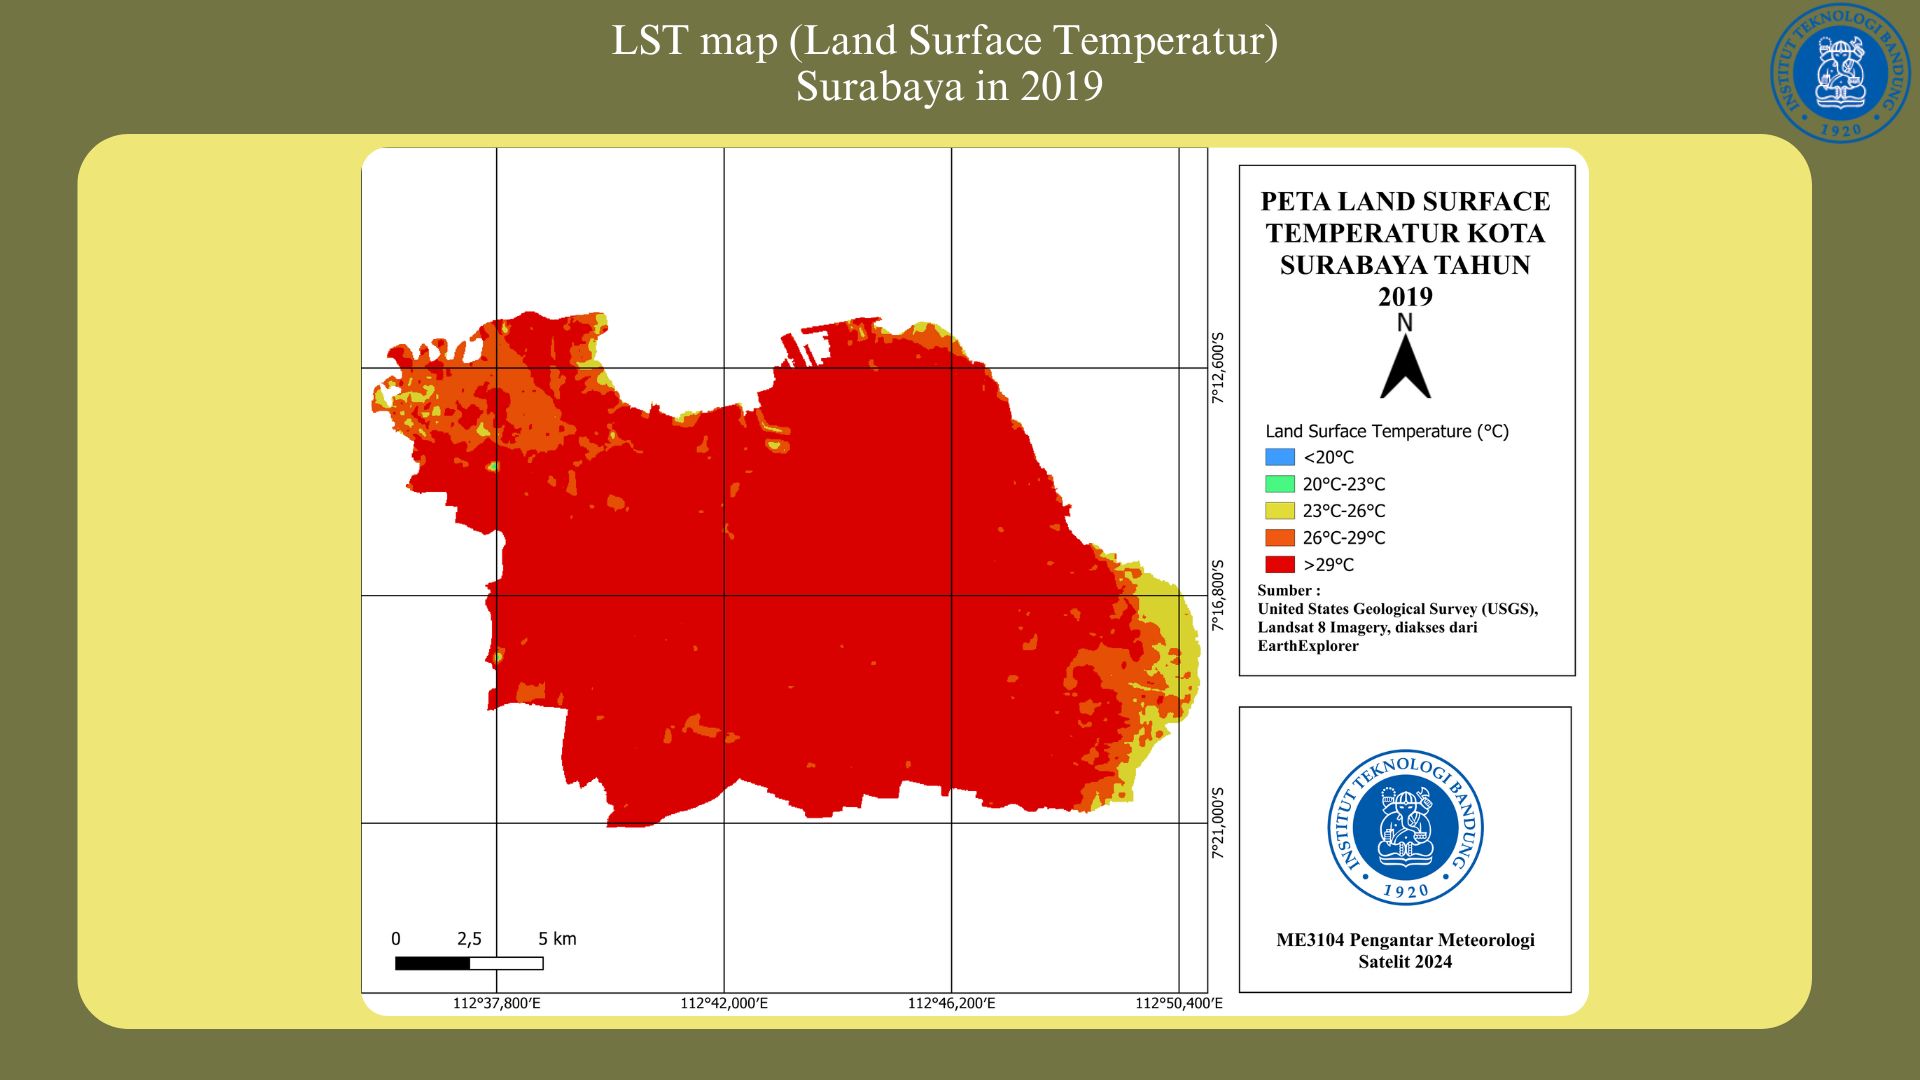 LST map (Land Surface Temperatur)
Surabaya in 2019
INSTITUT TEKNOLOGI BANDUNG
1920
PETA LAND SURFACE
TEMPERATUR KOTA
SURABAYA TAHUN
2019
N
Land Surface Temperature (°C)
<20°C
20°C-23°C
23°C-26°C
26°C-29°C
>29°C
Sumber :
United States Geological Survey (USGS),
Landsat 8 Imagery, diakses dari
EarthExplorer
7°12,600′S
7°16,800′S
7°21,000′S
0 2,5 5 km
112°37,800′E 112°42,000′E 112°46,200′E 112°50,400′E
INSTITUT TEKNOLOGI BANDUNG
1920
ME3104 Pengantar Meteorologi
Satelit 2024